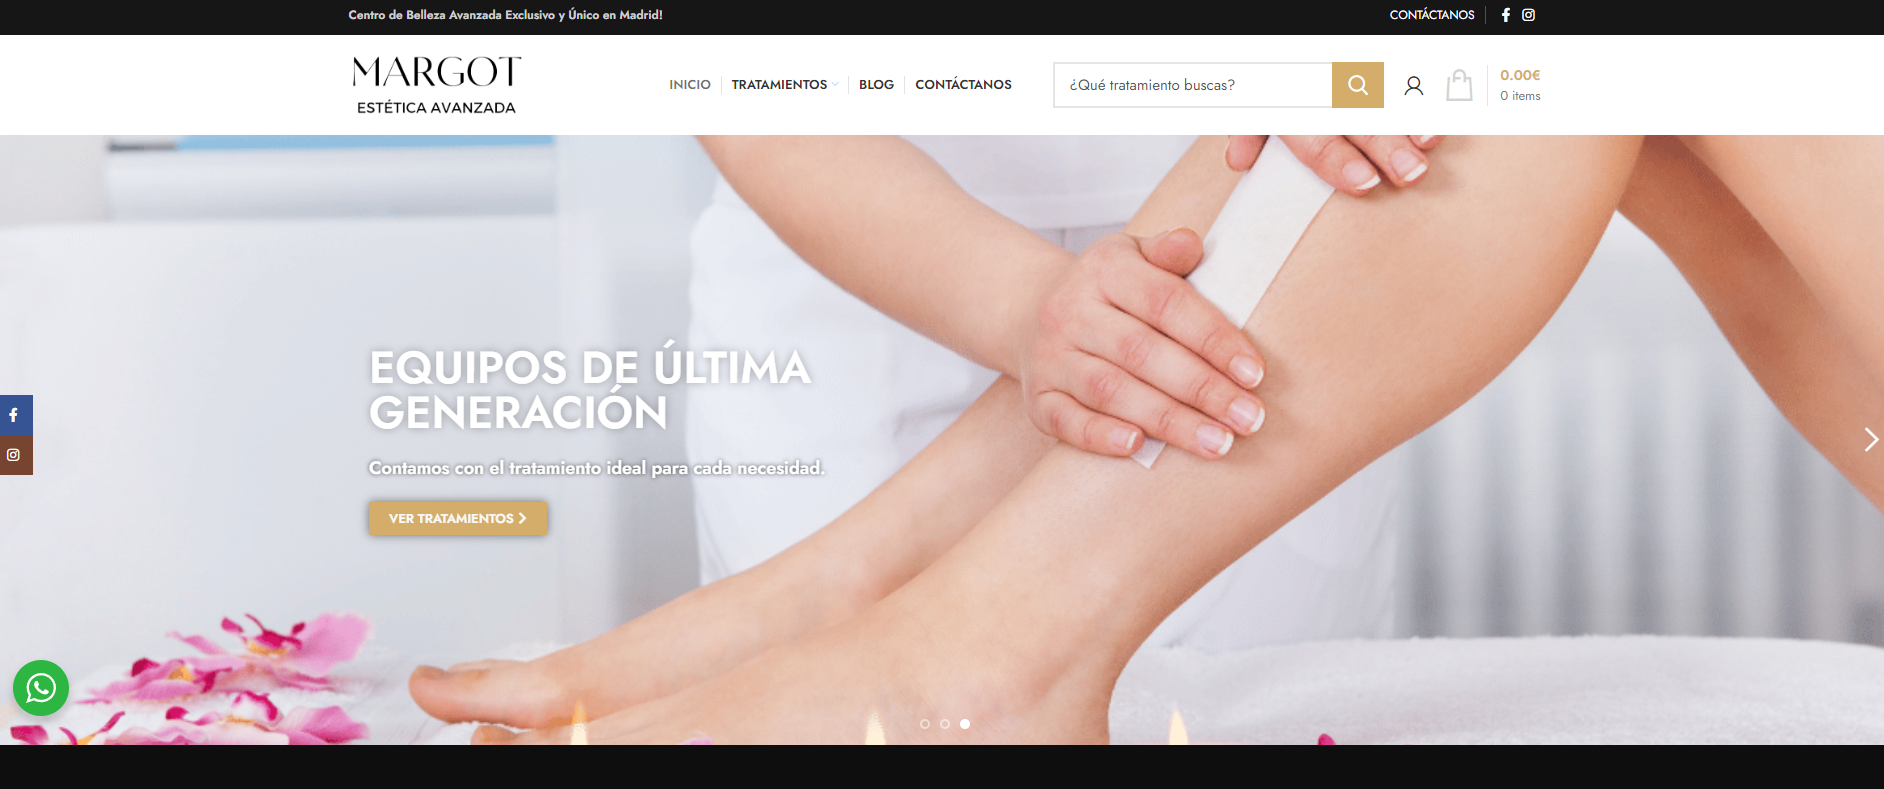 Centro de Belleza Avanzada Exclusivo y Único en Madrid!
CONTÁCTANOS
MARGOT
ESTÉTICA AVANZADA
INICIO
TRATAMIENTOS
BLOG
CONTÁCTANOS
¿Qué tratamiento buscas?
0.00€
0 items
EQUIPOS DE ÚLTIMA
GENERACIÓN
Contamos con el tratamiento ideal para cada necesidad.
VER TRATAMIENTOS